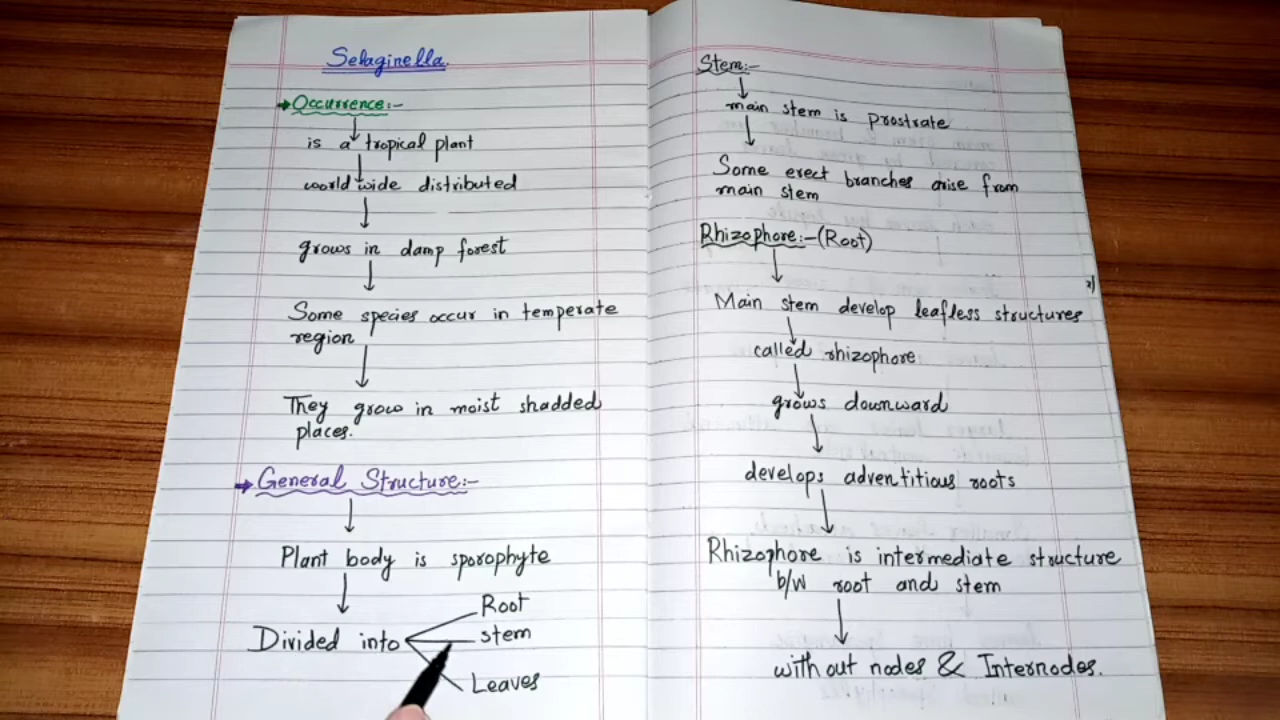 Selaginella.
Occurrence:-
is a tropical plant
world wide distributed
grows in damp forest
Some species occur in temperate
region
They grow in moist shadded
places.
General Structure:-
Plant body is sporophyte
Divided into
Root
stem
Leaves
Stem:-
main stem is prostrate
Some erect branches arise from
main stem
Rhizophore:-(Root)
Main stem develop leafless structures
called rhizophore
grows downward
develops adventitious roots
Rhizophore is intermediate structure
b/w root and stem
with out nodes & Internodes.